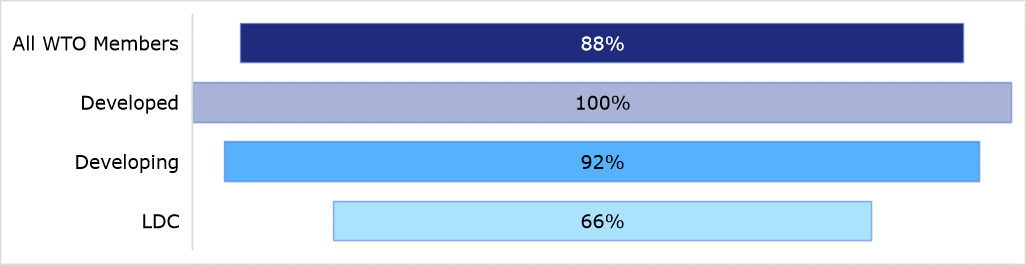 All WTO Members 88%
Developed 100%
Developing 92%
LDC 66%